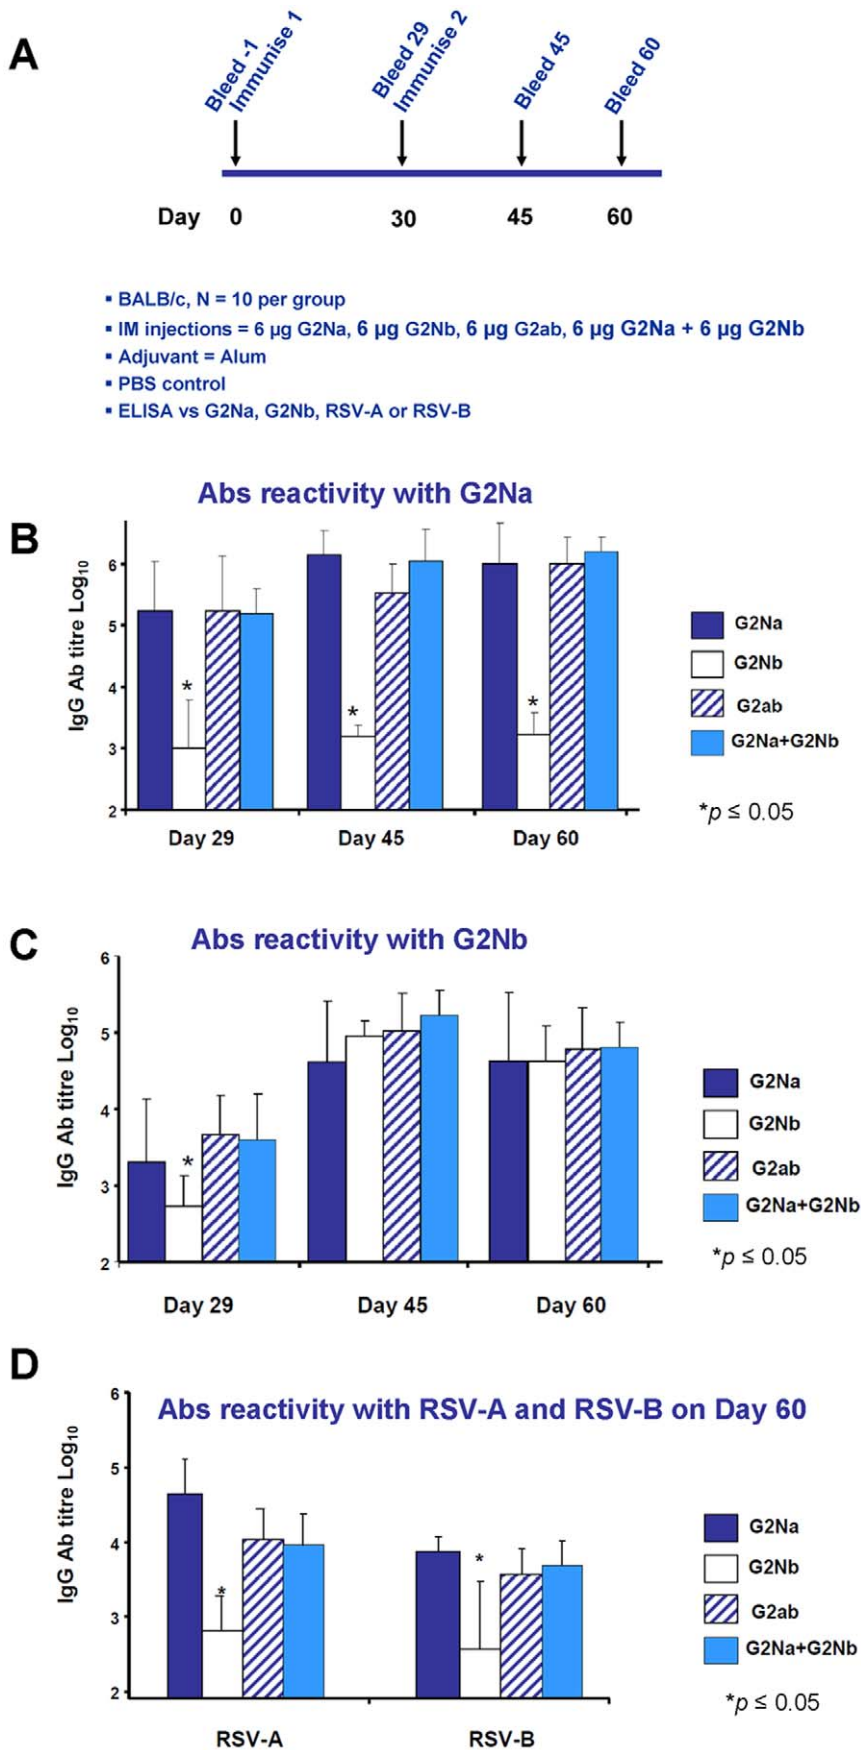 A
Bleed -1
Immunise 1
Bleed 29
Immunise 2
Bleed 45
Bleed 60
Day 0 30 45 60
▪ BALB/c, N = 10 per group
▪ IM injections = 6 µg G2Na, 6 µg G2Nb, 6 µg G2ab, 6 µg G2Na + 6 µg G2Nb
▪ Adjuvant = Alum
▪ PBS control
▪ ELISA vs G2Na, G2Nb, RSV-A or RSV-B
B
Abs reactivity with G2Na
IgG Ab titre Log10
6
5
4
3
2
*
*
*
Day 29 Day 45 Day 60
G2Na
G2Nb
G2ab
G2Na+G2Nb
*p ≤ 0.05
C
Abs reactivity with G2Nb
IgG Ab titre Log10
6
5
4
3
2
*
Day 29 Day 45 Day 60
G2Na
G2Nb
G2ab
G2Na+G2Nb
*p ≤ 0.05
D
Abs reactivity with RSV-A and RSV-B on Day 60
IgG Ab titre Log10
6
5
4
3
2
*
*
RSV-A RSV-B
G2Na
G2Nb
G2ab
G2Na+G2Nb
*p ≤ 0.05